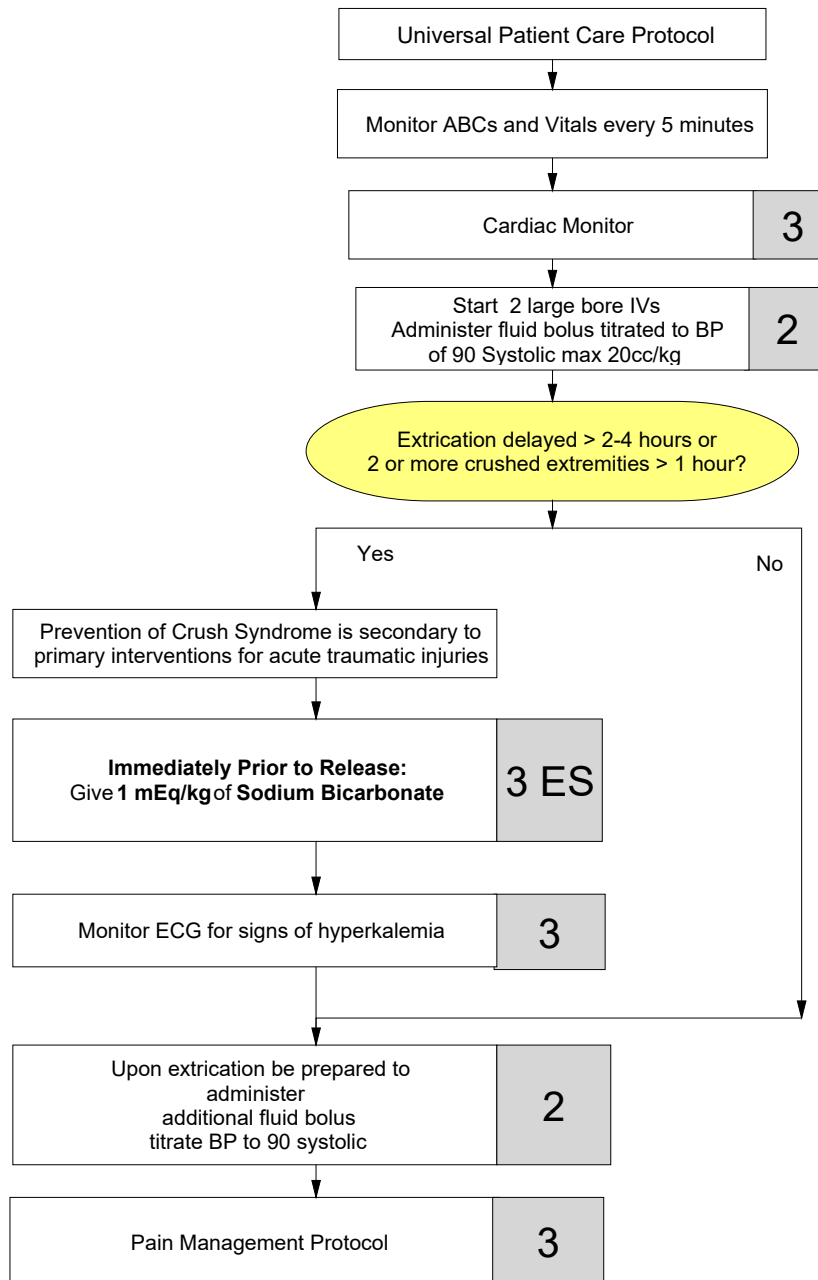 Universal Patient Care Protocol
Monitor ABCs and Vitals every 5 minutes
Cardiac Monitor
3
Start 2 large bore IVs
Administer fluid bolus titrated to BP
of 90 Systolic max 20cc/kg
2
Extrication delayed > 2-4 hours or
2 or more crushed extremities > 1 hour?
Yes
No
Prevention of Crush Syndrome is secondary to
primary interventions for acute traumatic injuries
Immediately Prior to Release:
Give 1 mEq/kg of Sodium Bicarbonate
3 ES
Monitor ECG for signs of hyperkalemia
3
Upon extrication be prepared to
administer
additional fluid bolus
titrate BP to 90 systolic
2
Pain Management Protocol
3